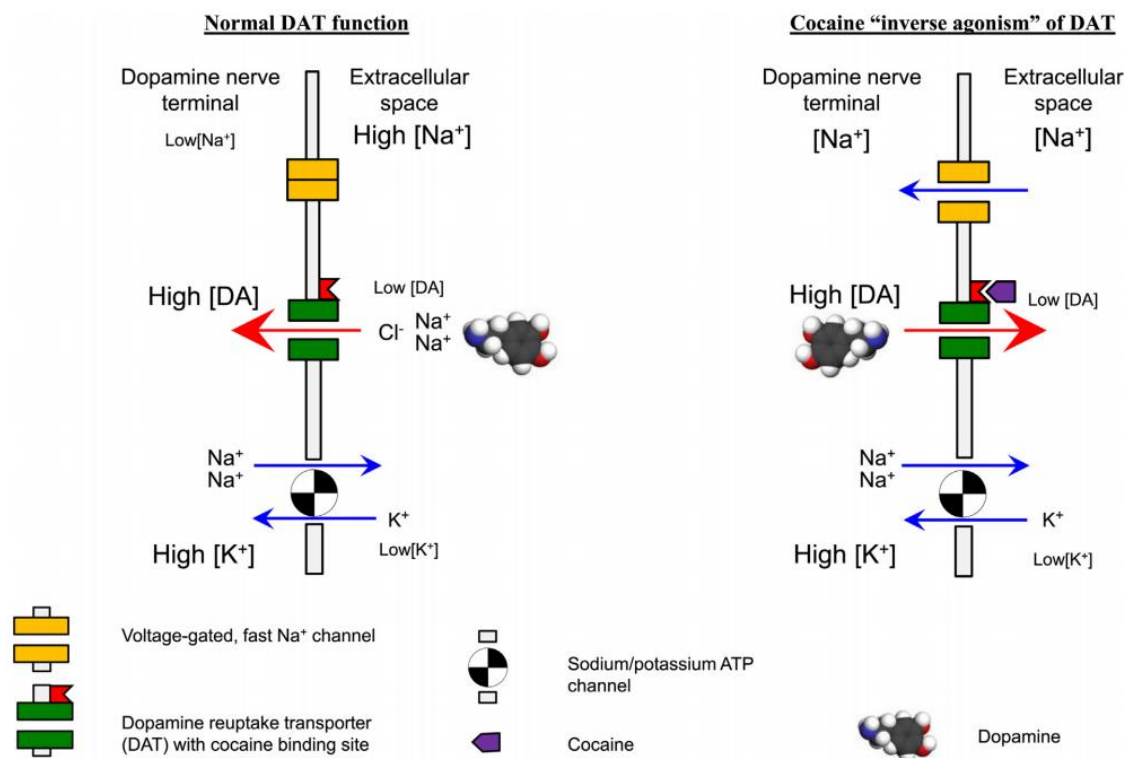 Normal DAT function
Dopamine nerve
terminal
Extracellular
space
Low[Na⁺]
High [Na⁺]
High [DA]
Low [DA]
Cl⁻
Na⁺
Na⁺
Na⁺
Na⁺
K⁺
High [K⁺]
Low[K⁺]
Cocaine “inverse agonism” of DAT
Dopamine nerve
terminal
Extracellular
space
[Na⁺]
[Na⁺]
High [DA]
Low [DA]
Na⁺
Na⁺
K⁺
High [K⁺]
Low[K⁺]
Voltage-gated, fast Na⁺ channel
Dopamine reuptake transporter
(DAT) with cocaine binding site
Sodium/potassium ATP
channel
Cocaine
Dopamine